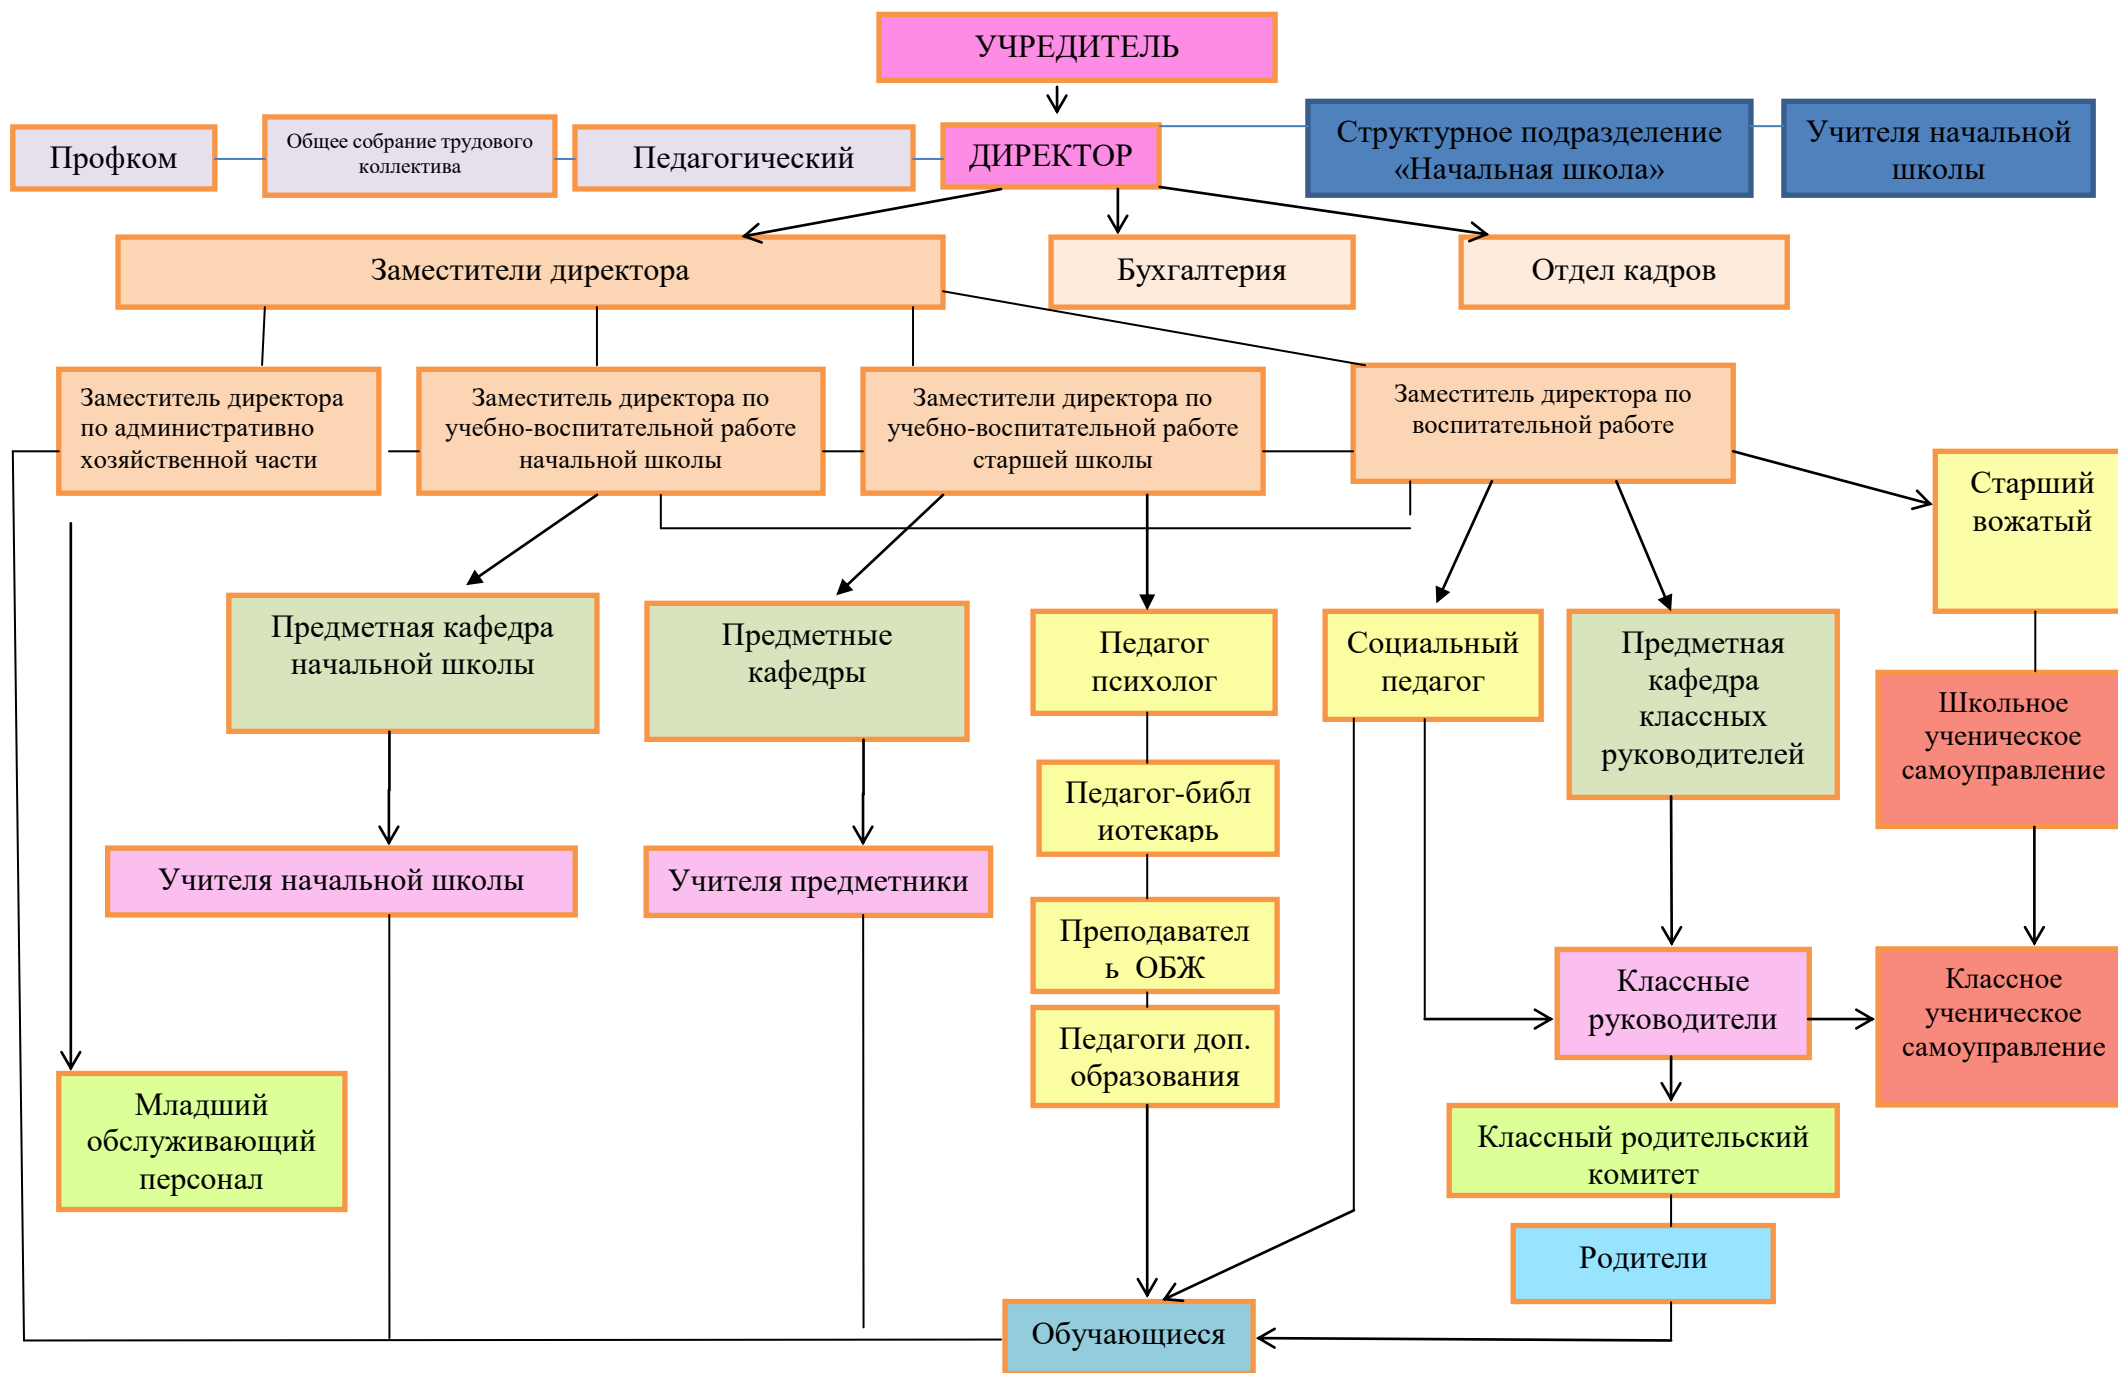 УЧРЕДИТЕЛЬ
Профком
Общее собрание трудового
коллектива
Педагогический
ДИРЕКТОР
Структурное подразделение
«Начальная школа»
Учителя начальной
школы
Заместители директора
Бухгалтерия
Отдел кадров
Заместитель директора
по административно
хозяйственной части
Заместитель директора по
учебно-воспитательной работе
начальной школы
Заместители директора по
учебно-воспитательной работе
старшей школы
Заместитель директора по
воспитательной работе
Старший
вожатый
Предметная кафедра
начальной школы
Предметные
кафедры
Педагог
психолог
Социальный
педагог
Предметная
кафедра
классных
руководителей
Школьное
ученическое
самоуправление
Педагог-библ
иотекарь
Учителя начальной школы
Учителя предметники
Преподавател
ь ОБЖ
Классные
руководители
Классное
ученическое
самоуправление
Педагоги доп.
образования
Младший
обслуживающий
персонал
Классный родительский
комитет
Родители
Обучающиеся